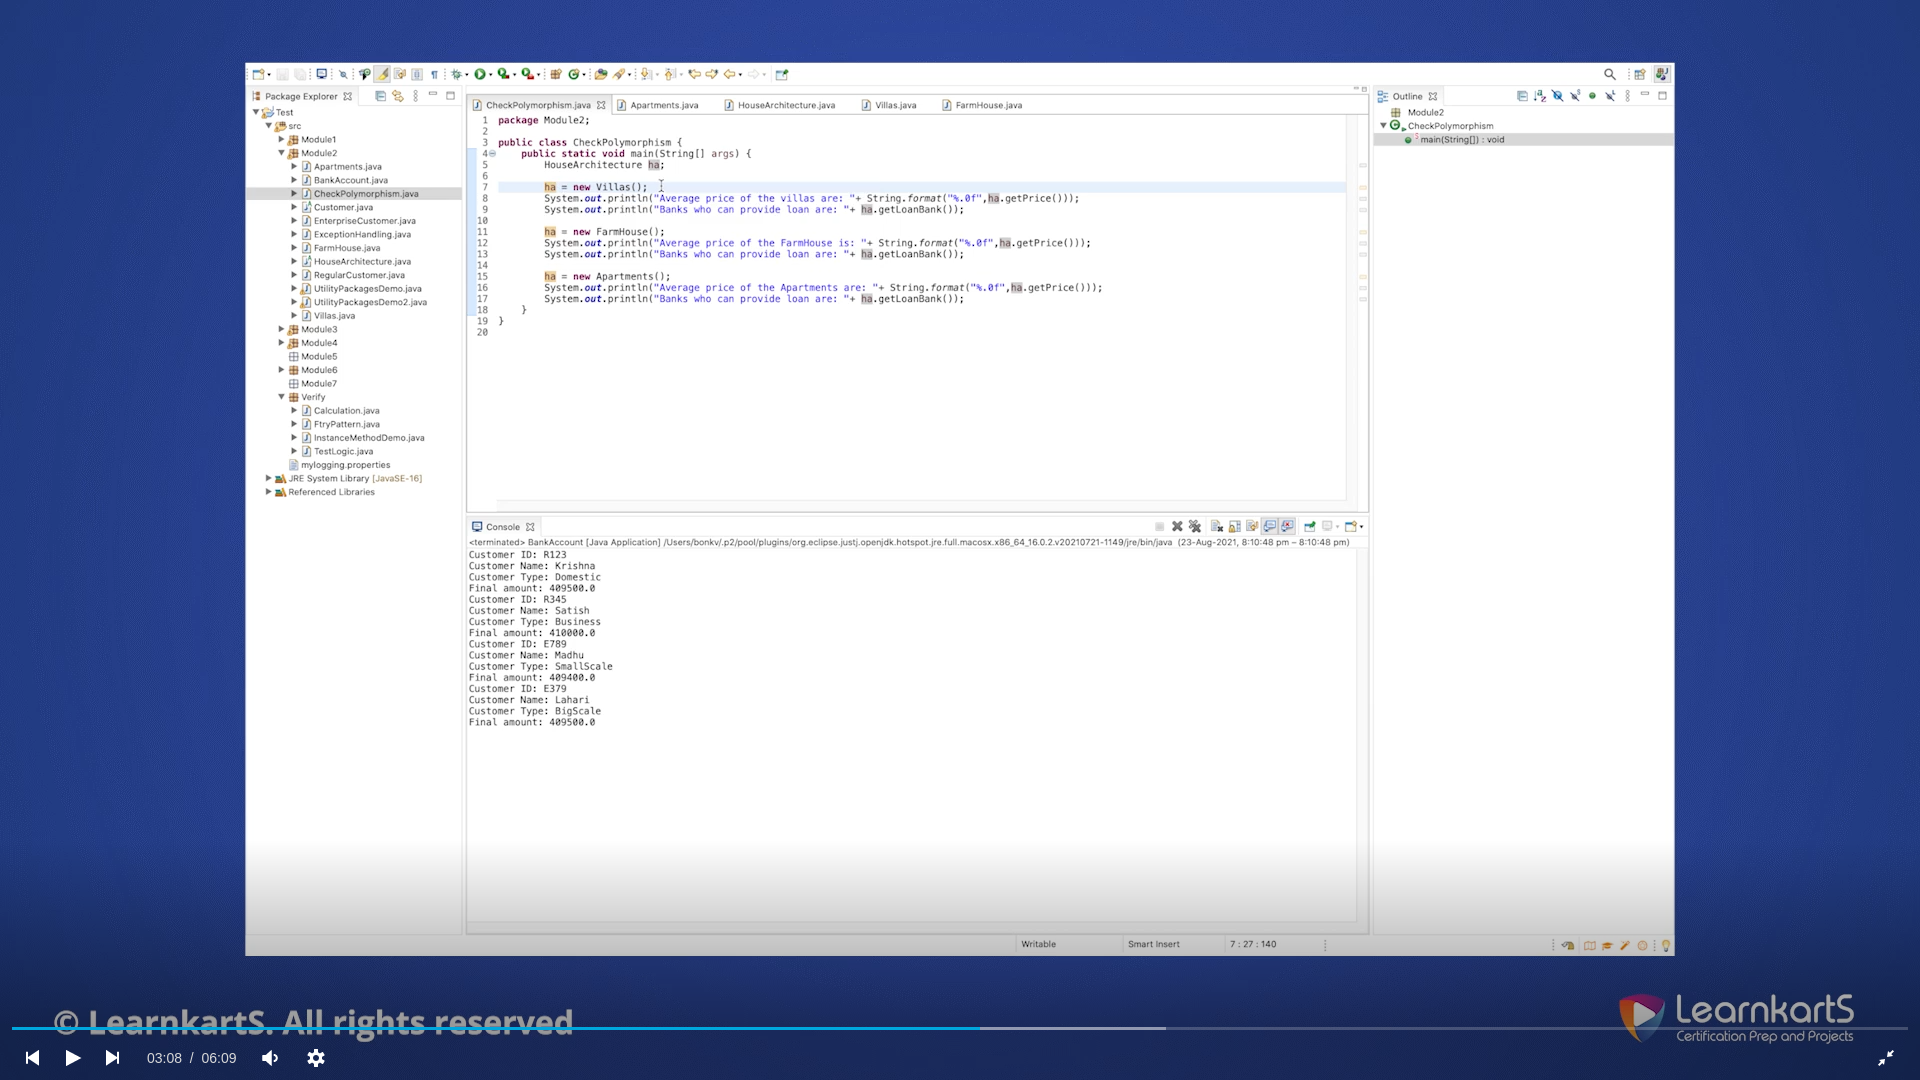 Package Explorer
Test
src
Module1
Module2
Apartments.java
BankAccount.java
CheckPolymorphism.java
Customer.java
EnterpriseCustomer.java
ExceptionHandling.java
FarmHouse.java
HouseArchitecture.java
RegularCustomer.java
UtilityPackagesDemo.java
UtilityPackagesDemo2.java
Villas.java
Module3
Module4
Module5
Module6
Module7
Verify
Calculation.java
FtryPattern.java
InstanceMethodDemo.java
TestLogic.java
mylogging.properties
JRE System Library [JavaSE-16]
Referenced Libraries
CheckPolymorphism.java Apartments.java HouseArchitecture.java Villas.java FarmHouse.java
1 package Module2;
2
3 public class CheckPolymorphism {
4 public static void main(String[] args) {
5 HouseArchitecture ha;
6
7 ha = new Villas();
8 System.out.println("Average price of the villas are: "+ String.format("%.0f",ha.getPrice()));
9 System.out.println("Banks who can provide loan are: "+ ha.getLoanBank());
10
11 ha = new FarmHouse();
12 System.out.println("Average price of the FarmHouse is: "+ String.format("%.0f",ha.getPrice()));
13 System.out.println("Banks who can provide loan are: "+ ha.getLoanBank());
14
15 ha = new Apartments();
16 System.out.println("Average price of the Apartments are: "+ String.format("%.0f",ha.getPrice()));
17 System.out.println("Banks who can provide loan are: "+ ha.getLoanBank());
18 }
19 }
20
Outline
Module2
CheckPolymorphism
main(String[]) : void
Console
<terminated> BankAccount [Java Application] /Users/bonkv/.p2/pool/plugins/org.eclipse.justj.openjdk.hotspot.jre.full.macosx.x86_64_16.0.2.v20210721-1149/jre/bin/java (23-Aug-2021, 8:10:48 pm – 8:10:48 pm)
Customer ID: R123
Customer Name: Krishna
Customer Type: Domestic
Final amount: 409500.0
Customer ID: R345
Customer Name: Satish
Customer Type: Business
Final amount: 410000.0
Customer ID: E789
Customer Name: Madhu
Customer Type: SmallScale
Final amount: 409400.0
Customer ID: E379
Customer Name: Lahari
Customer Type: BigScale
Final amount: 409500.0
Writable Smart Insert 7 : 27 : 140
© LearnkartS. All rights reserved
LearnkartS
Certification Prep and Projects
03:08 / 06:09